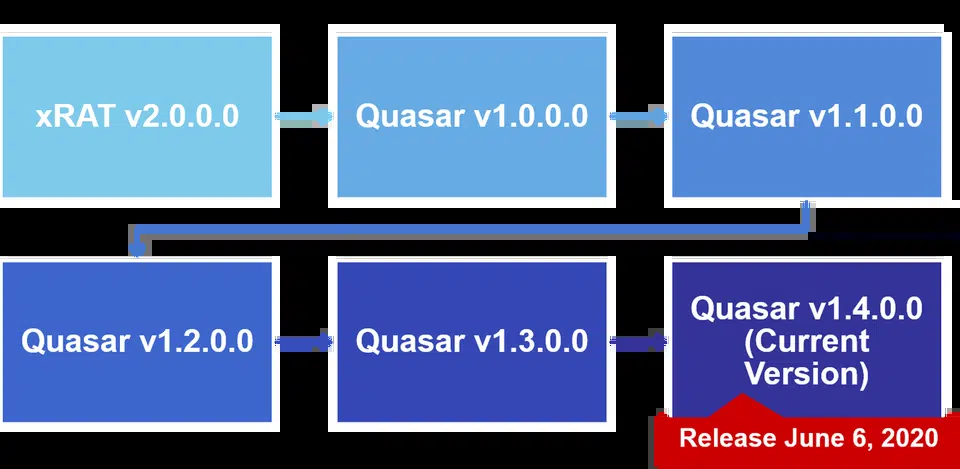 xRAT v2.0.0.0
Quasar v1.0.0.0
Quasar v1.1.0.0
Quasar v1.2.0.0
Quasar v1.3.0.0
Quasar v1.4.0.0
(Current
Version)
Release June 6, 2020